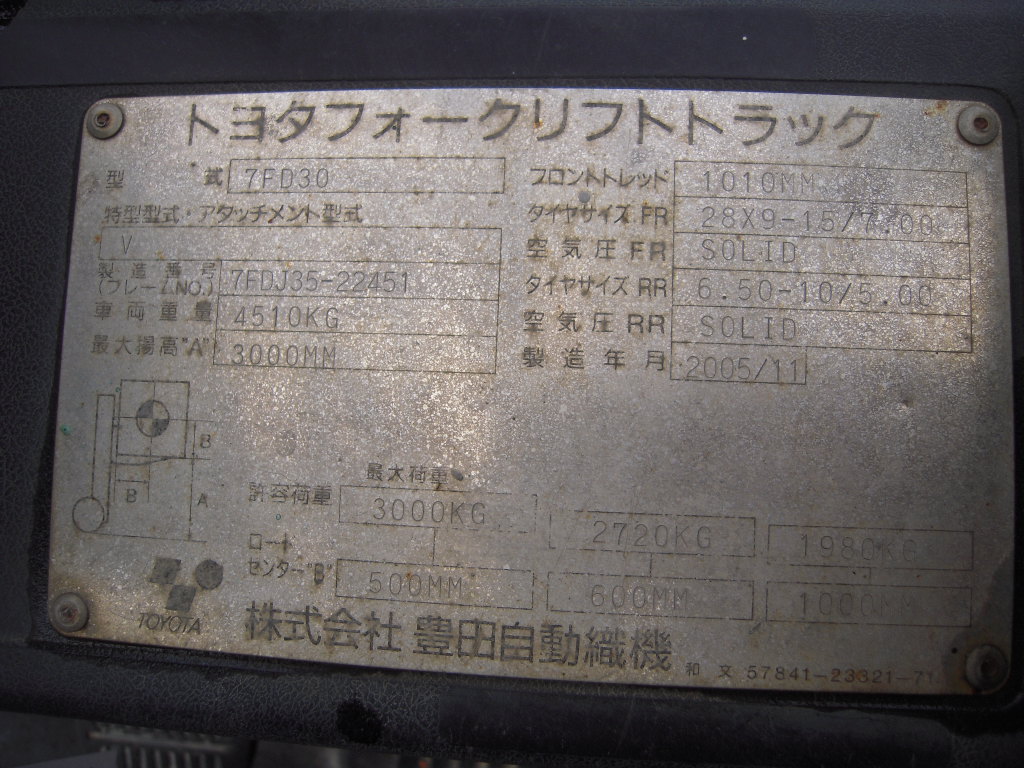 トヨタフォークリフトトラック
型式 7FD30
特型型式・アタッチメント型式
V
製造番号 (フレームNO.) 7FDJ35-22451
車両重量 4510KG
最大揚高"A" 3000MM
フロントトレッド 1010MM
タイヤサイズ FR 28X9-15/7.00
空気圧 FR SOLID
タイヤサイズ RR 6.50-10/5.00
空気圧 RR SOLID
製造年月 2005/11
B
B A
最大荷重
許容荷重 3000KG 2720KG 1980KG
ロードセンター"B" 500MM 600MM 1000MM
TOYOTA
株式会社 豊田自動織機
和文 57841-23321-71